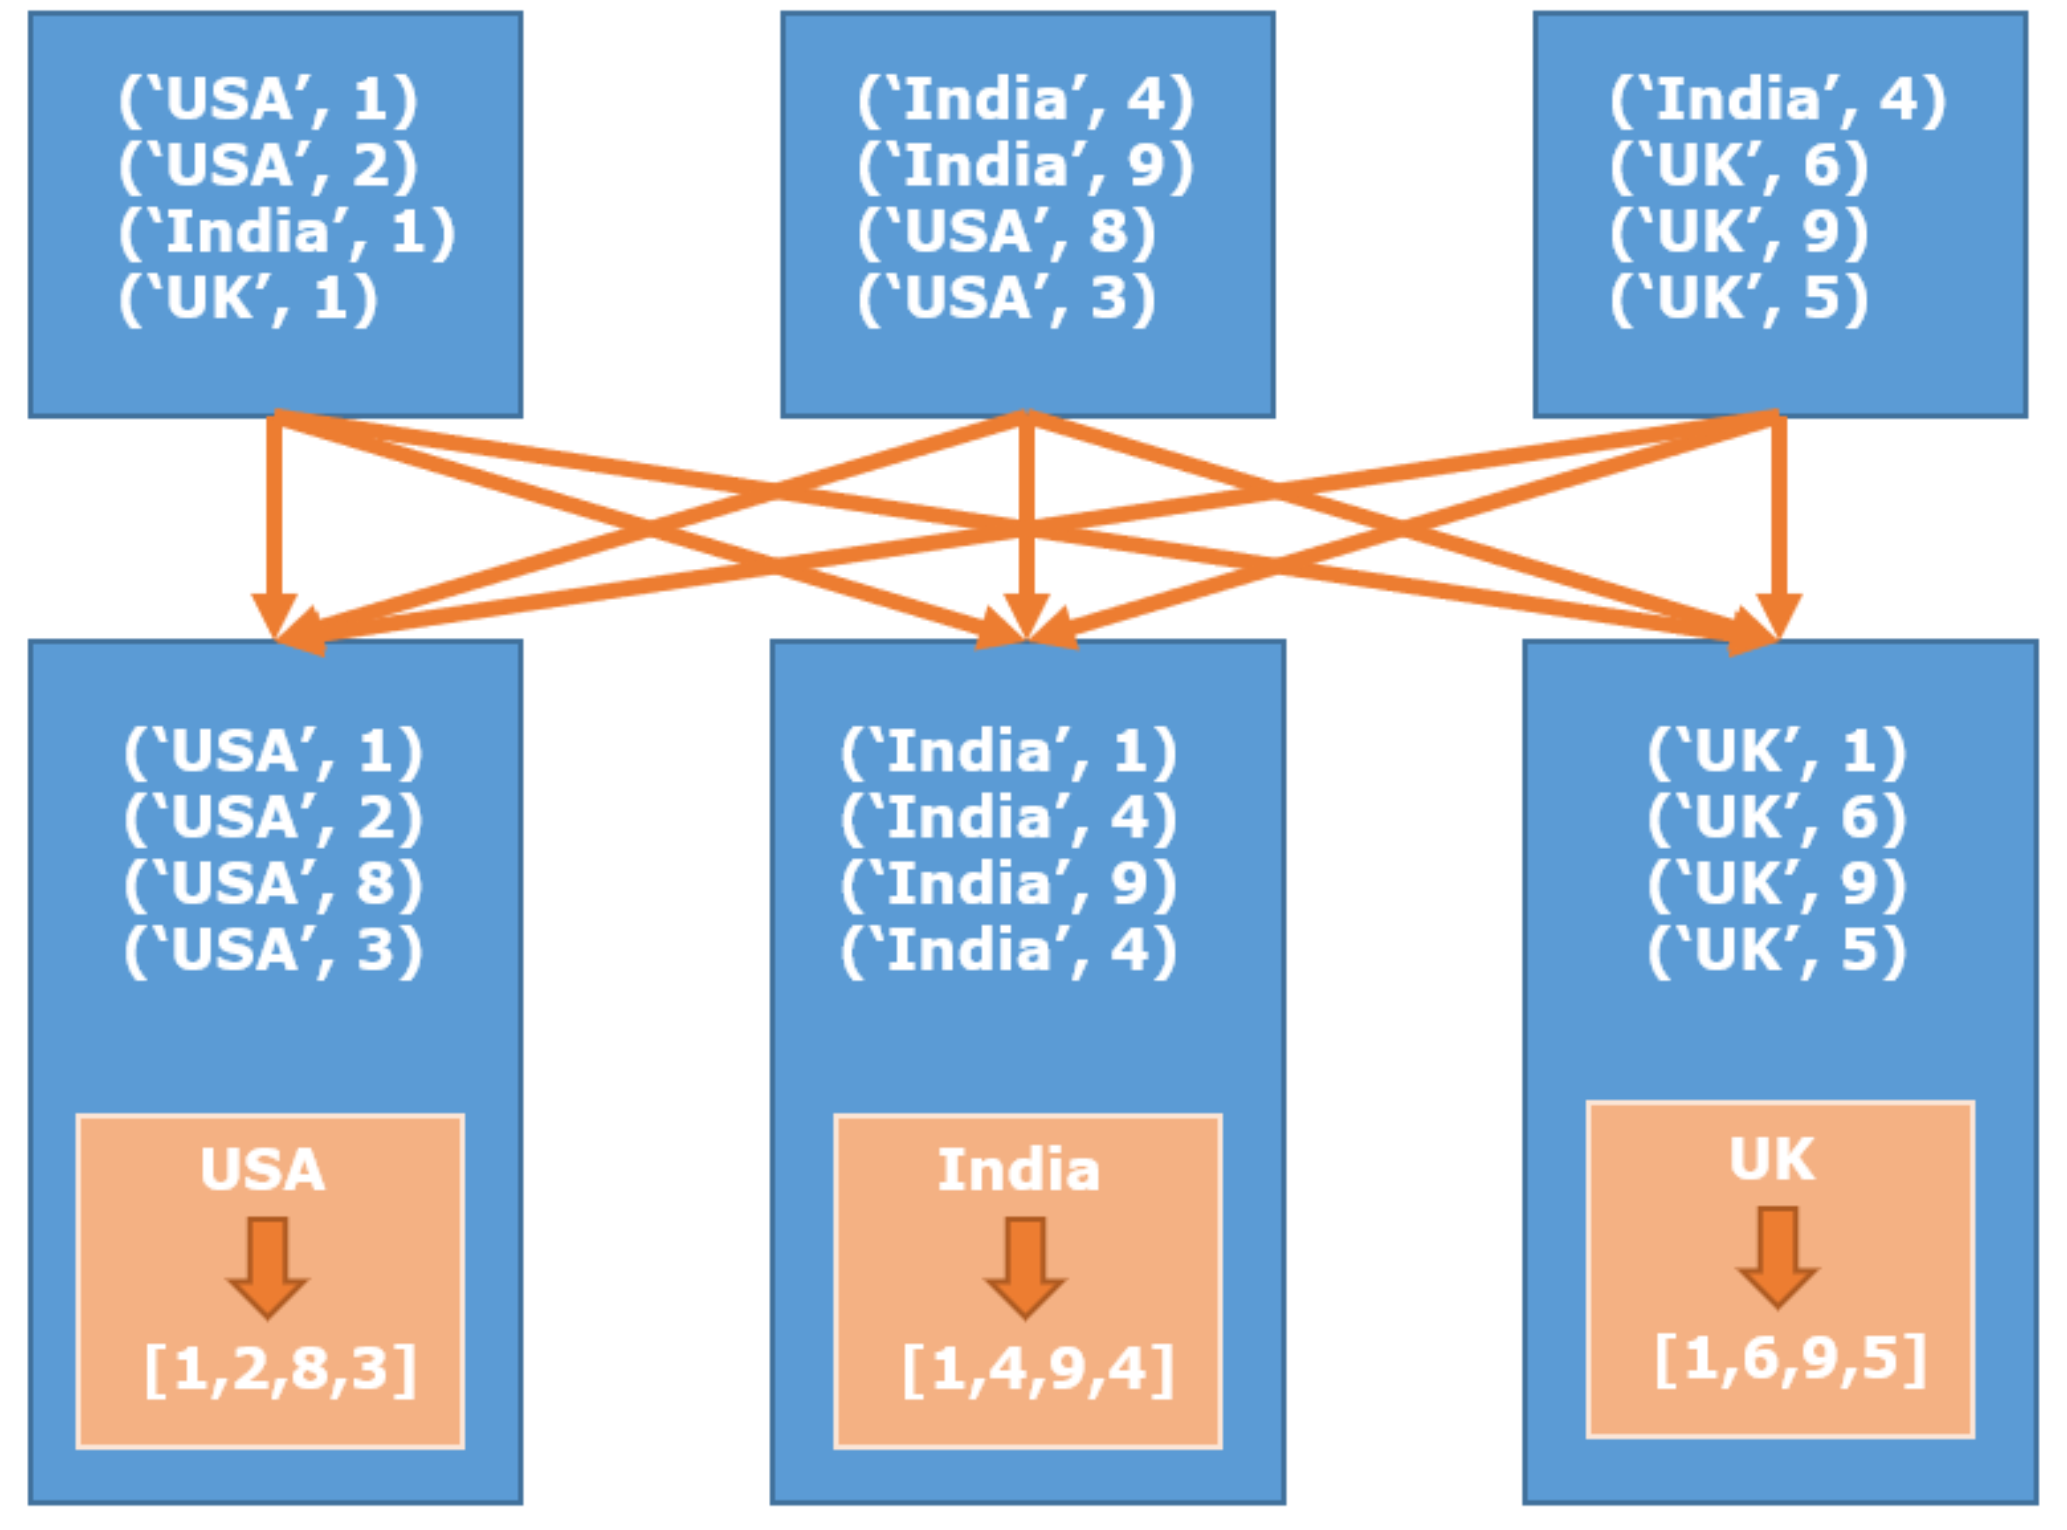 (‘USA’, 1)
(‘USA’, 2)
(‘India’, 1)
(‘UK’, 1)
(‘India’, 4)
(‘India’, 9)
(‘USA’, 8)
(‘USA’, 3)
(‘India’, 4)
(‘UK’, 6)
(‘UK’, 9)
(‘UK’, 5)
(‘USA’, 1)
(‘USA’, 2)
(‘USA’, 8)
(‘USA’, 3)
USA
[1,2,8,3]
(‘India’, 1)
(‘India’, 4)
(‘India’, 9)
(‘India’, 4)
India
[1,4,9,4]
(‘UK’, 1)
(‘UK’, 6)
(‘UK’, 9)
(‘UK’, 5)
UK
[1,6,9,5]